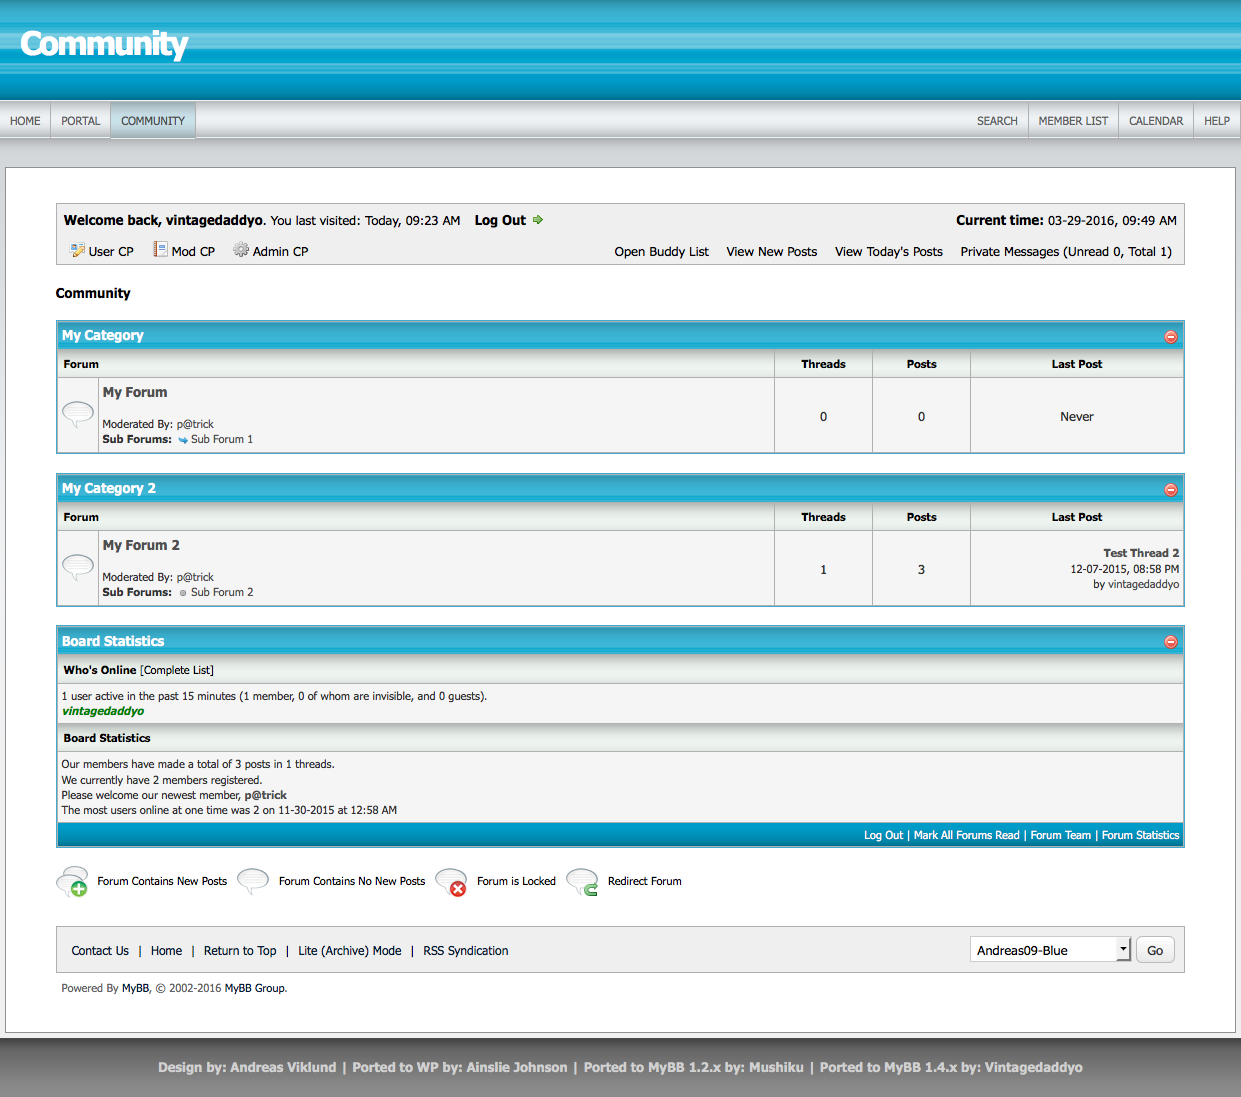 Community
HOME PORTAL COMMUNITY SEARCH MEMBER LIST CALENDAR HELP
Welcome back, vintagedaddyo. You last visited: Today, 09:23 AM Log Out Current time: 03-29-2016, 09:49 AM
User CP Mod CP Admin CP Open Buddy List View New Posts View Today's Posts Private Messages (Unread 0, Total 1)
Community
My Category
Forum Threads Posts Last Post
My Forum
Moderated By: p@trick
Sub Forums: Sub Forum 1
0 0 Never
My Category 2
Forum Threads Posts Last Post
My Forum 2
Moderated By: p@trick
Sub Forums: Sub Forum 2
1 3
Test Thread 2
12-07-2015, 08:58 PM
by vintagedaddyo
Board Statistics
Who's Online [Complete List]
1 user active in the past 15 minutes (1 member, 0 of whom are invisible, and 0 guests).
vintagedaddyo
Board Statistics
Our members have made a total of 3 posts in 1 threads.
We currently have 2 members registered.
Please welcome our newest member, p@trick
The most users online at one time was 2 on 11-30-2015 at 12:58 AM
Log Out | Mark All Forums Read | Forum Team | Forum Statistics
Forum Contains New Posts Forum Contains No New Posts Forum is Locked Redirect Forum
Contact Us | Home | Return to Top | Lite (Archive) Mode | RSS Syndication Andreas09-Blue Go
Powered By MyBB, © 2002-2016 MyBB Group.
Design by: Andreas Viklund | Ported to WP by: Ainslie Johnson | Ported to MyBB 1.2.x by: Mushiku | Ported to MyBB 1.4.x by: Vintagedaddyo